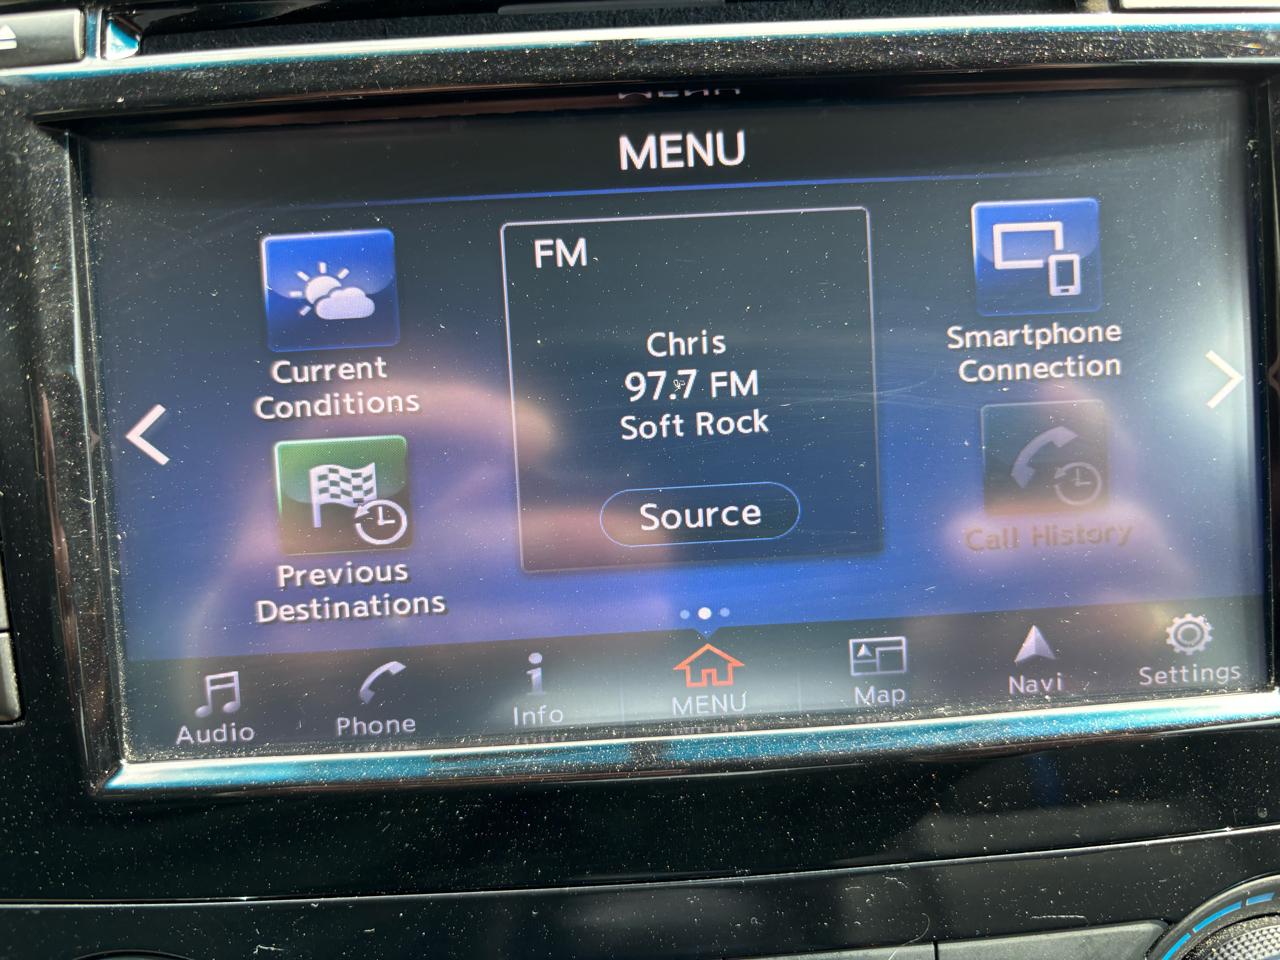 MENU
FM
Chris
97.7 FM
Soft Rock
Source
Current
Conditions
Previous
Destinations
Smartphone
Connection
Call History
Audio
Phone
Info
MENU
Map
Navi
Settings